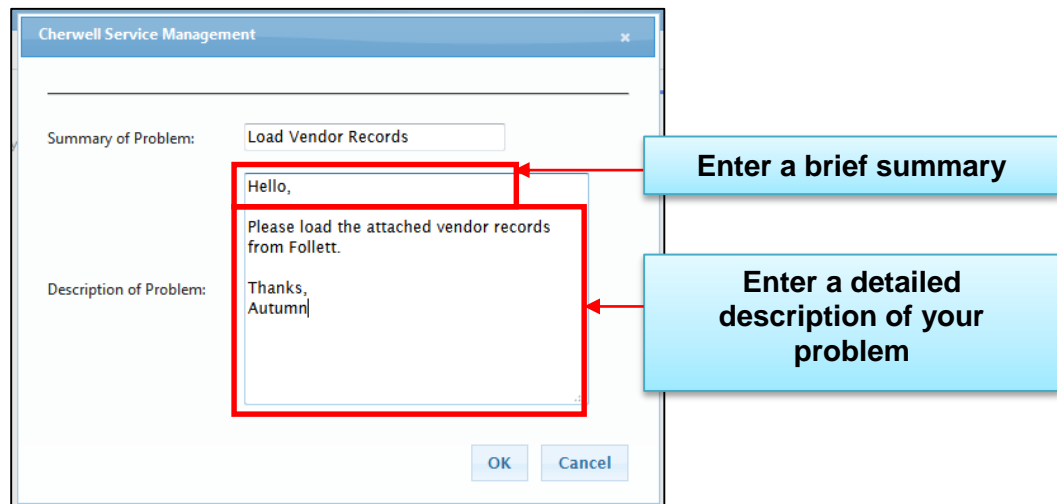 Cherwell Service Management
×
Summary of Problem:
Load Vendor Records
Enter a brief summary
Hello,
Please load the attached vendor records
from Follett.
Description of Problem:
Thanks,
Autumn
Enter a detailed
description of your
problem
OK
Cancel